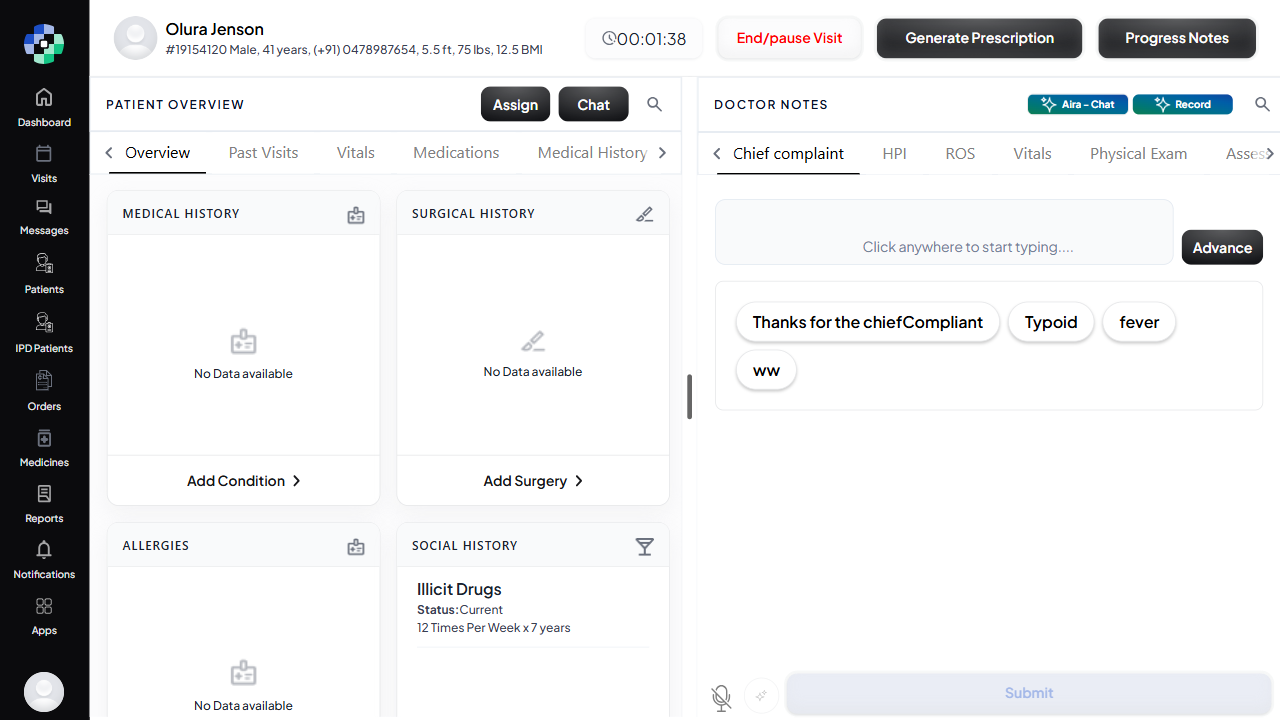 Olura Jenson
#19154120 Male, 41 years, (+91) 0478987654, 5.5 ft, 75 lbs, 12.5 BMI
00:01:38
End/pause Visit
Generate Prescription
Progress Notes
Dashboard
Visits
Messages
Patients
IPD Patients
Orders
Medicines
Reports
Notifications
Apps
PATIENT OVERVIEW
Assign
Chat
Overview
Past Visits
Vitals
Medications
Medical History
MEDICAL HISTORY
No Data available
Add Condition
SURGICAL HISTORY
No Data available
Add Surgery
ALLERGIES
No Data available
SOCIAL HISTORY
Illicit Drugs
Status:Current
12 Times Per Week x 7 years
DOCTOR NOTES
Aira - Chat
Record
Chief complaint
HPI
ROS
Vitals
Physical Exam
Asses
Click anywhere to start typing....
Advance
Thanks for the chiefCompliant
Typoid
fever
ww
Submit